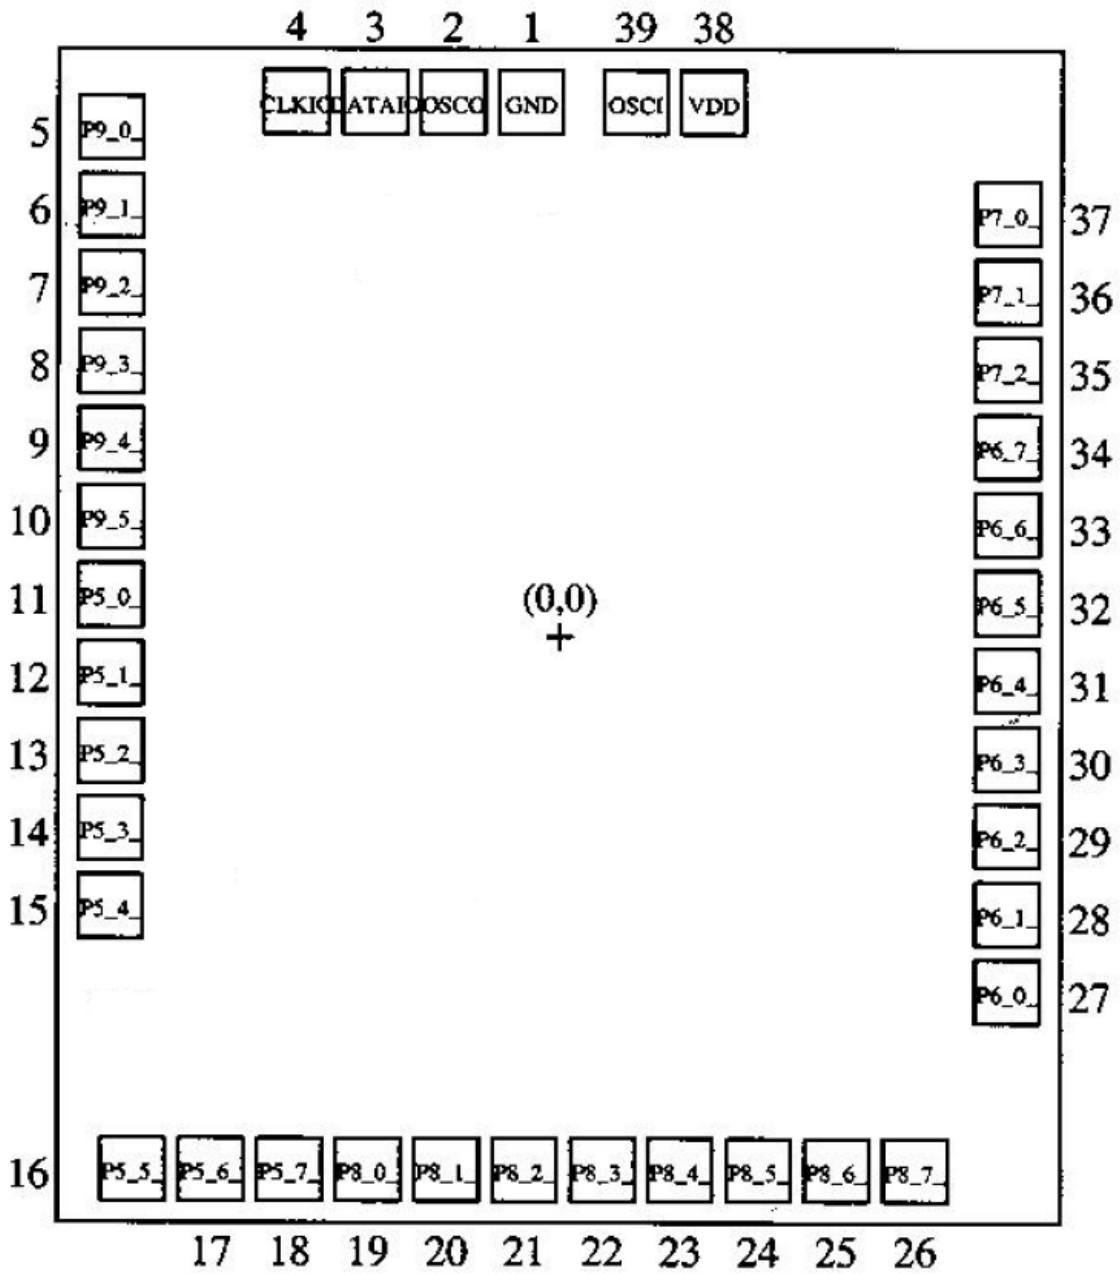 4 3 2 1 39 38
CLKIO DATAIO OSCO GND OSCI VDD
5 P9_0_
6 P9_1_
P7_0_ 37
7 P9_2_
P7_1_ 36
8 P9_3_
P7_2_ 35
9 P9_4_
P6_7_ 34
10 P9_5_
P6_6_ 33
11 P5_0_
(0,0)
P6_5_ 32
12 P5_1_
P6_4_ 31
13 P5_2_
P6_3_ 30
14 P5_3_
P6_2_ 29
15 P5_4_
P6_1_ 28
P6_0_ 27
16 P5_5_ P5_6_ P5_7_ P8_0_ P8_1_ P8_2_ P8_3_ P8_4_ P8_5_ P8_6_ P8_7_
17 18 19 20 21 22 23 24 25 26